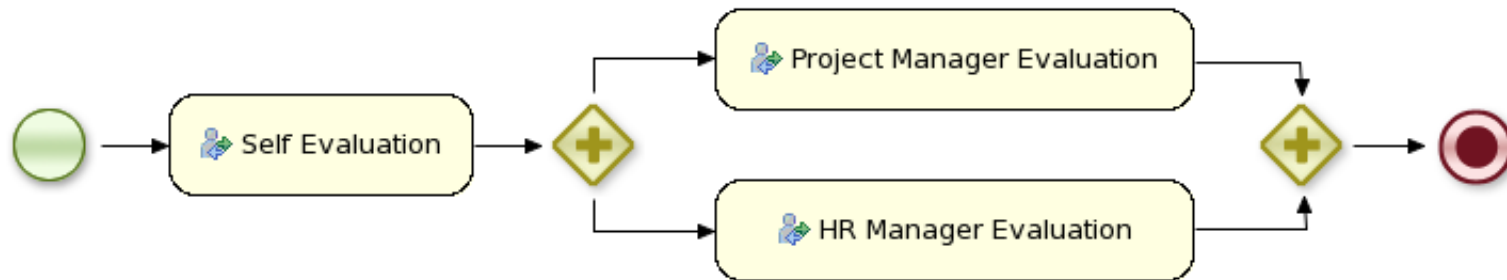 Project Manager Evaluation
Self Evaluation
HR Manager Evaluation